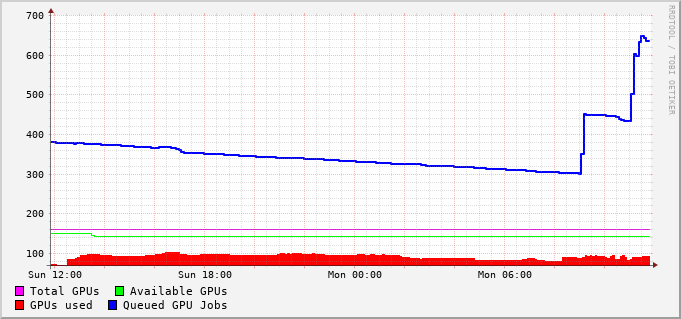 700
600
500
400
300
200
100
Sun 12:00 Sun 18:00 Mon 00:00 Mon 06:00
Total GPUs Available GPUs
GPUs used Queued GPU Jobs
RRDTOOL / TOBI OETIKER